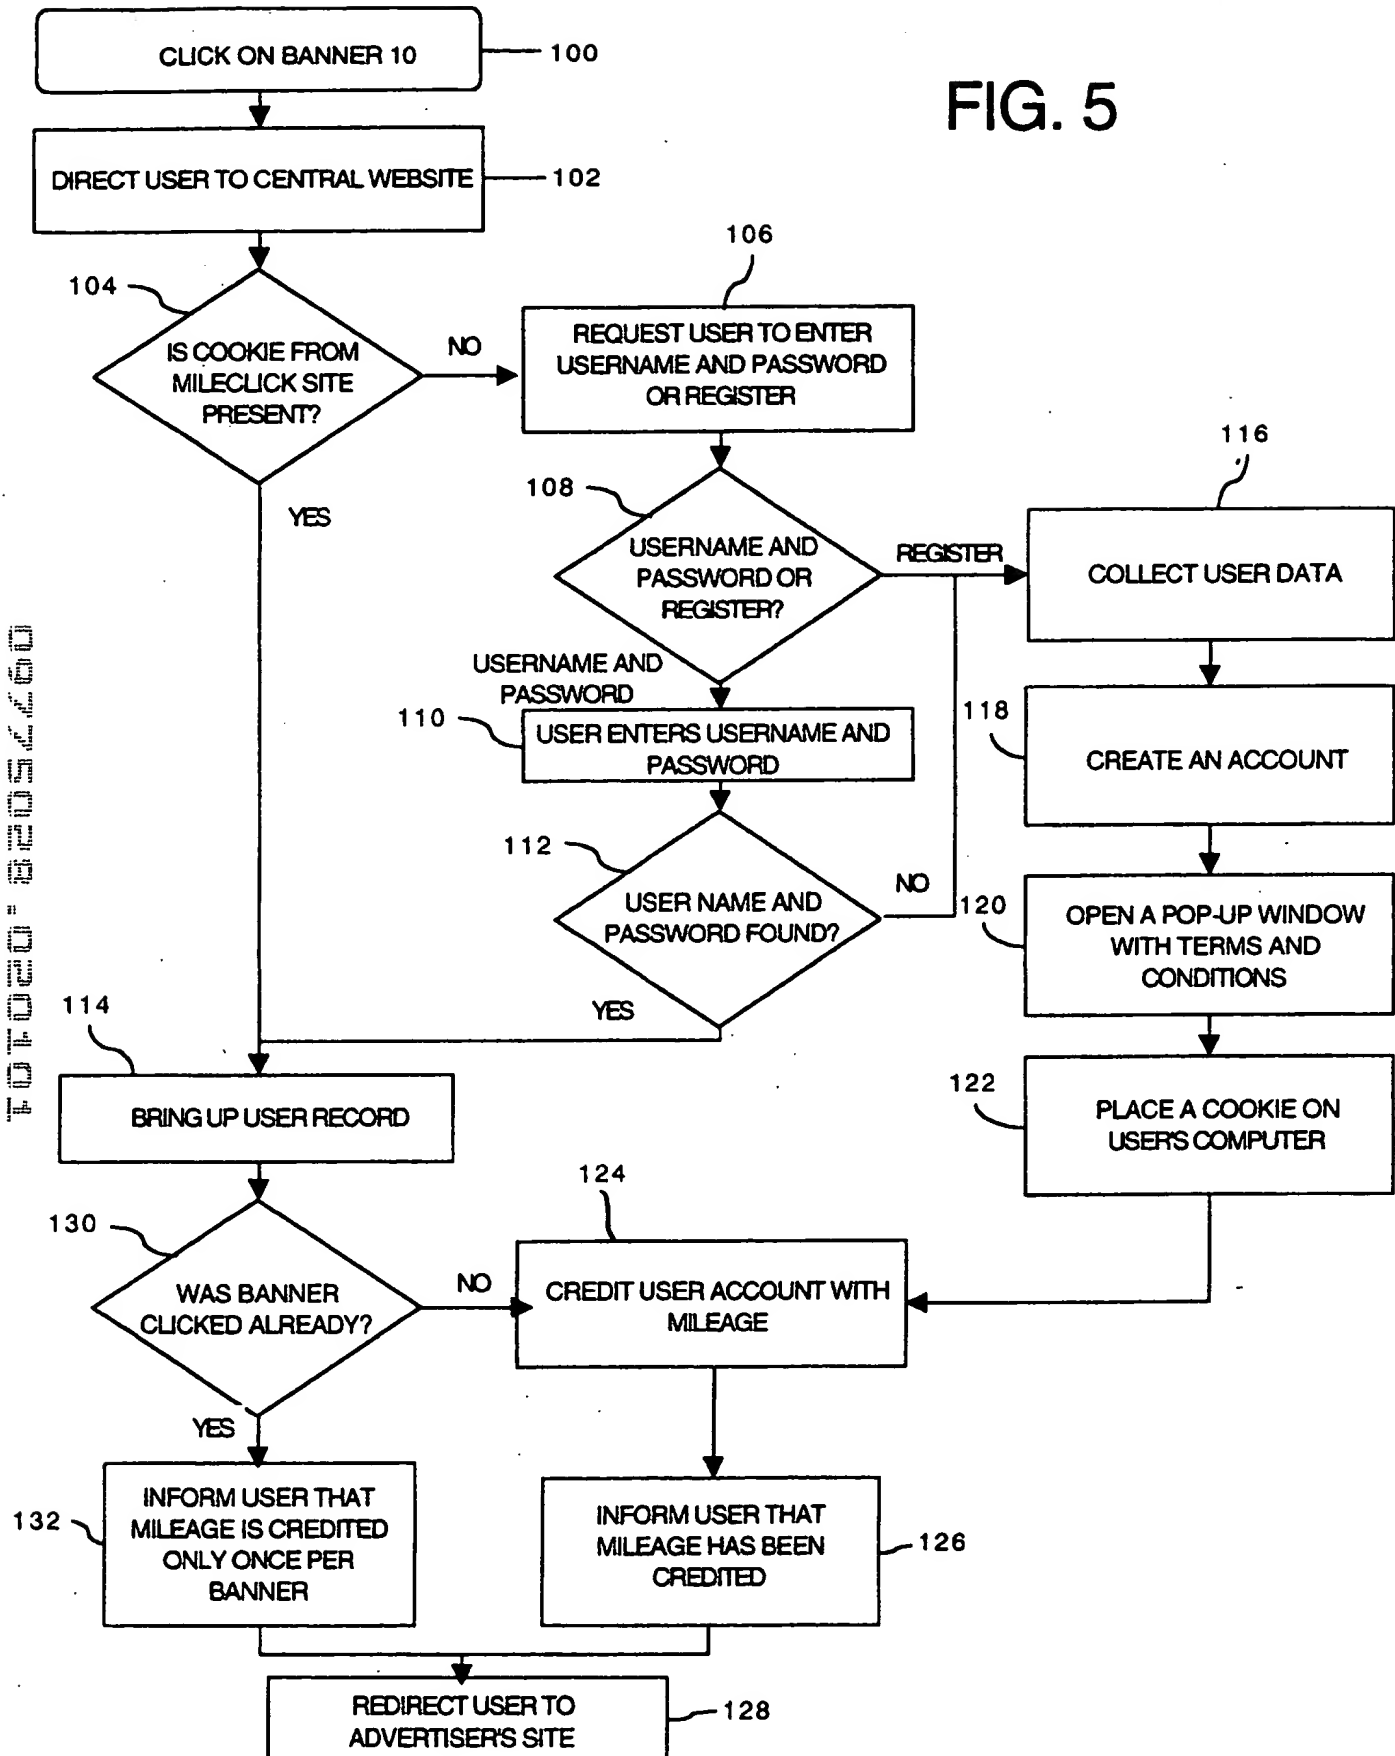 CLICK ON BANNER 10
100
FIG. 5
DIRECT USER TO CENTRAL WEBSITE
102
104
IS COOKIE FROM
MILECLICK SITE
PRESENT?
NO
YES
106
REQUEST USER TO ENTER
USERNAME AND PASSWORD
OR REGISTER
108
USERNAME AND
PASSWORD OR
REGISTER?
REGISTER
USERNAME AND
PASSWORD
110
USER ENTERS USERNAME AND
PASSWORD
112
USER NAME AND
PASSWORD FOUND?
NO
YES
116
COLLECT USER DATA
118
CREATE AN ACCOUNT
120
OPEN A POP-UP WINDOW
WITH TERMS AND
CONDITIONS
122
PLACE A COOKIE ON
USER'S COMPUTER
114
BRING UP USER RECORD
130
WAS BANNER
CLICKED ALREADY?
NO
YES
124
CREDIT USER ACCOUNT WITH
MILEAGE
132
INFORM USER THAT
MILEAGE IS CREDITED
ONLY ONCE PER
BANNER
INFORM USER THAT
MILEAGE HAS BEEN
CREDITED
126
REDIRECT USER TO
ADVERTISER'S SITE
128
09775028.020101